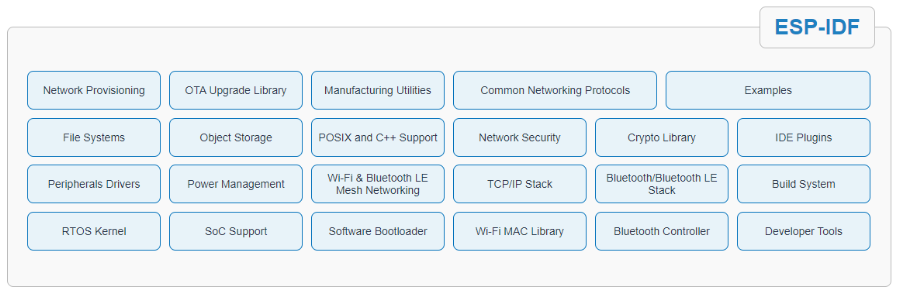 ESP-IDF
Network Provisioning
OTA Upgrade Library
Manufacturing Utilities
Common Networking Protocols
Examples
File Systems
Object Storage
POSIX and C++ Support
Network Security
Crypto Library
IDE Plugins
Peripherals Drivers
Power Management
Wi-Fi & Bluetooth LE
Mesh Networking
TCP/IP Stack
Bluetooth/Bluetooth LE
Stack
Build System
RTOS Kernel
SoC Support
Software Bootloader
Wi-Fi MAC Library
Bluetooth Controller
Developer Tools